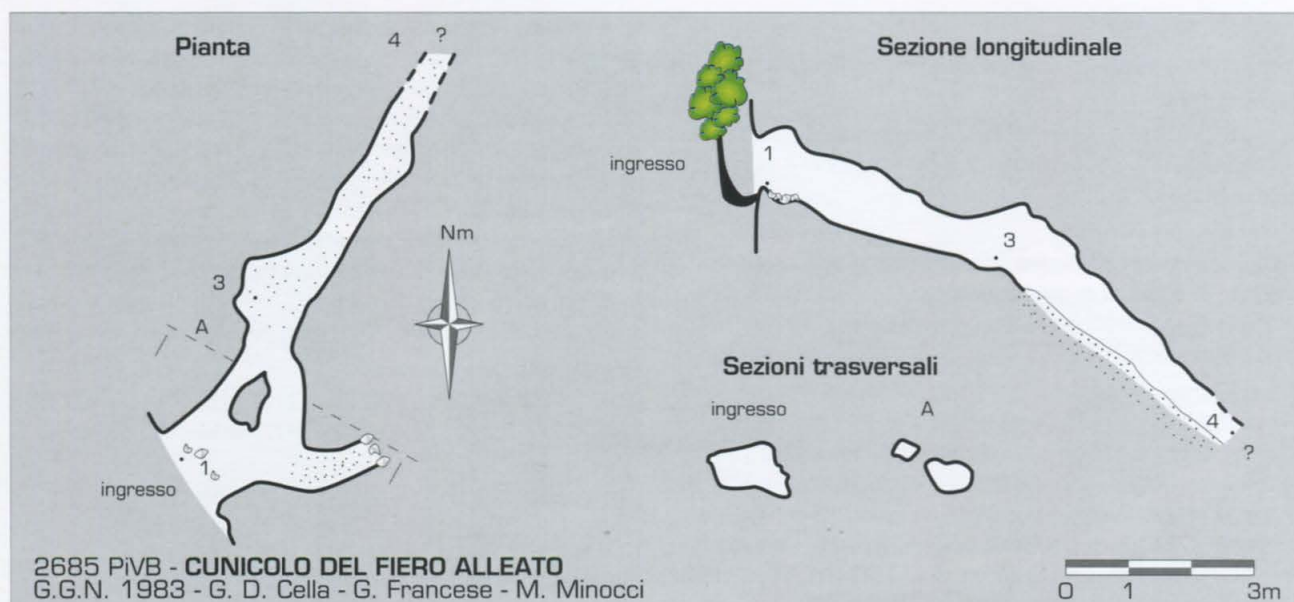 Pianta
4 ?
3
A
Nm
1
ingresso
Sezione longitudinale
ingresso
1
3
4
?
Sezioni trasversali
ingresso A
2685 PiVB - CUNICOLO DEL FIERO ALLEATO
G.G.N. 1983 - G. D. Cella - G. Francese - M. Minocci
0 1 3m